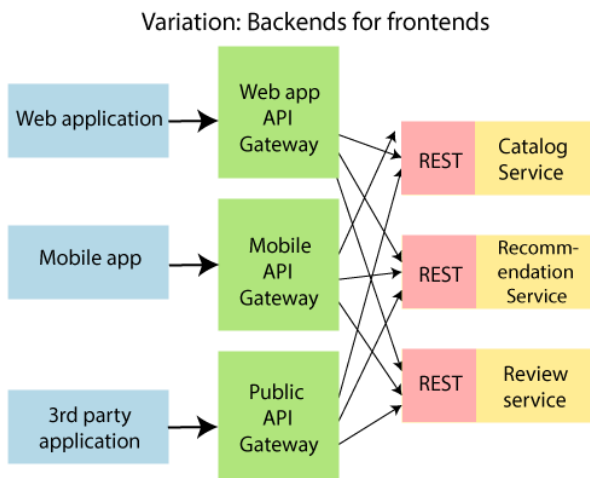 Variation: Backends for frontends
Web application
Web app
API
Gateway
REST
Catalog
Service
Mobile app
Mobile
API
Gateway
REST
Recomm-
endation
Service
3rd party
application
Public
API
Gateway
REST
Review
service